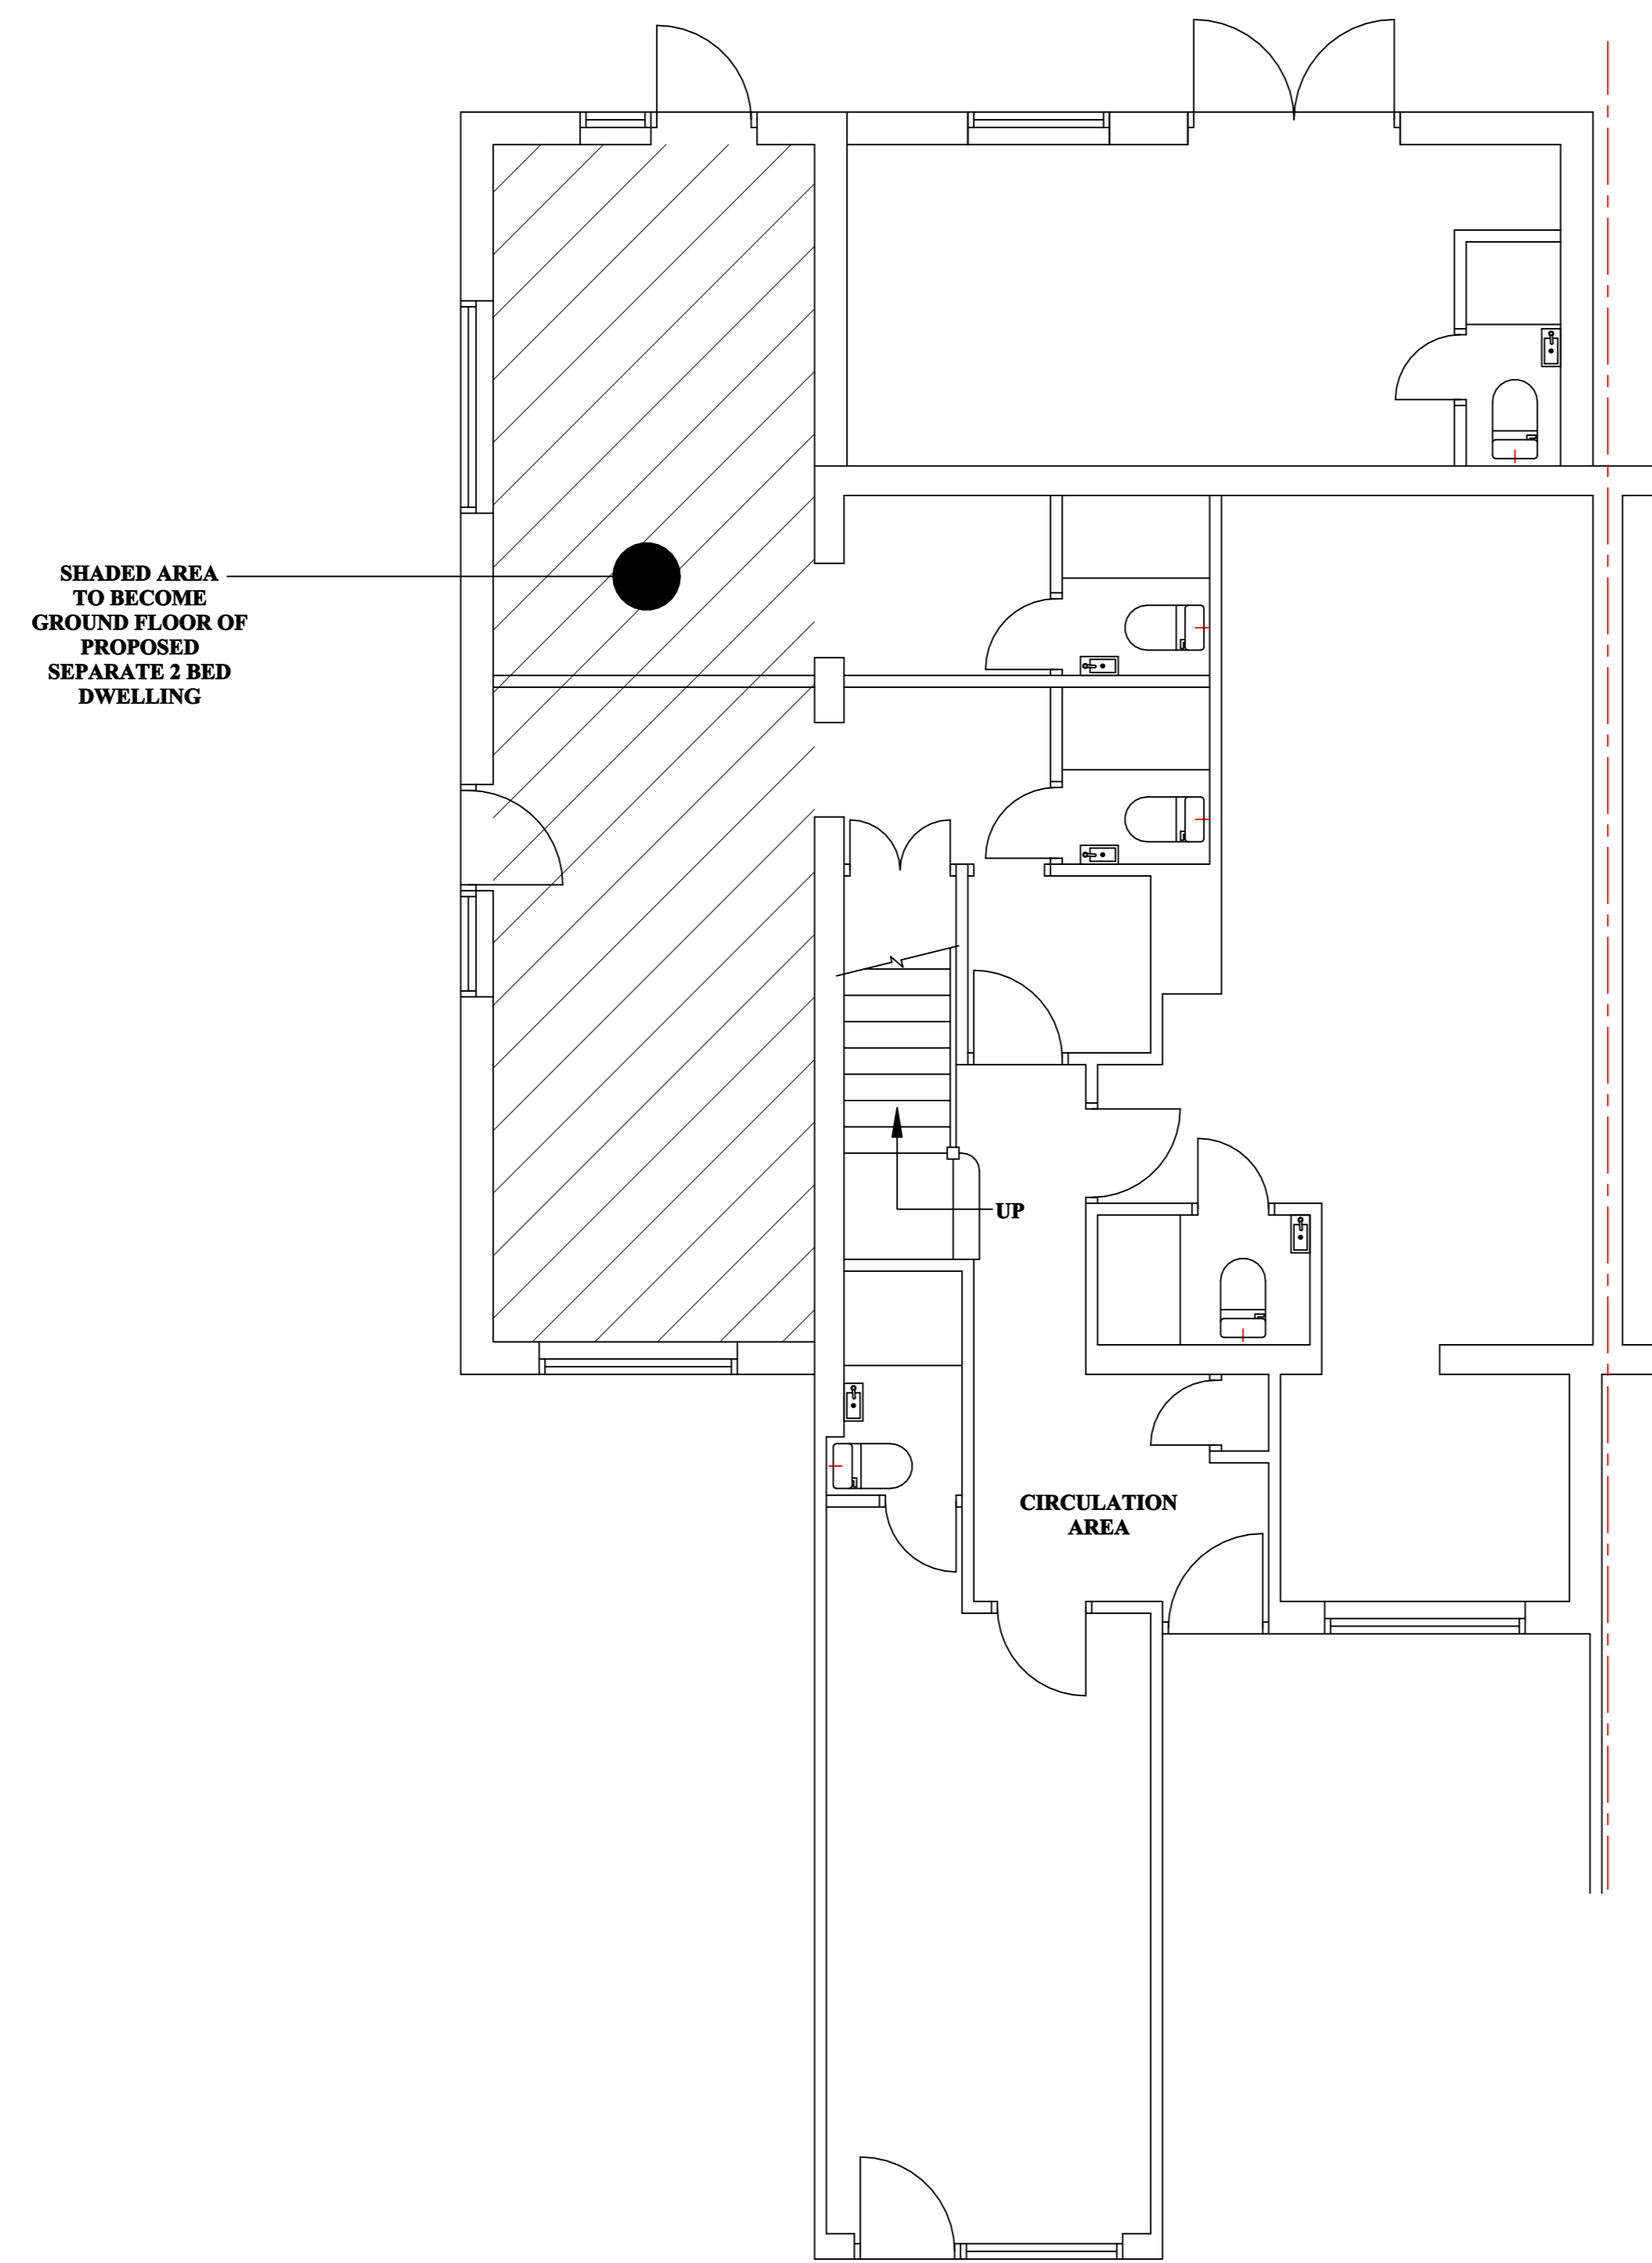 SHADED AREA
TO BECOME
GROUND FLOOR OF
PROPOSED
SEPARATE 2 BED
DWELLING
UP
CIRCULATION
AREA